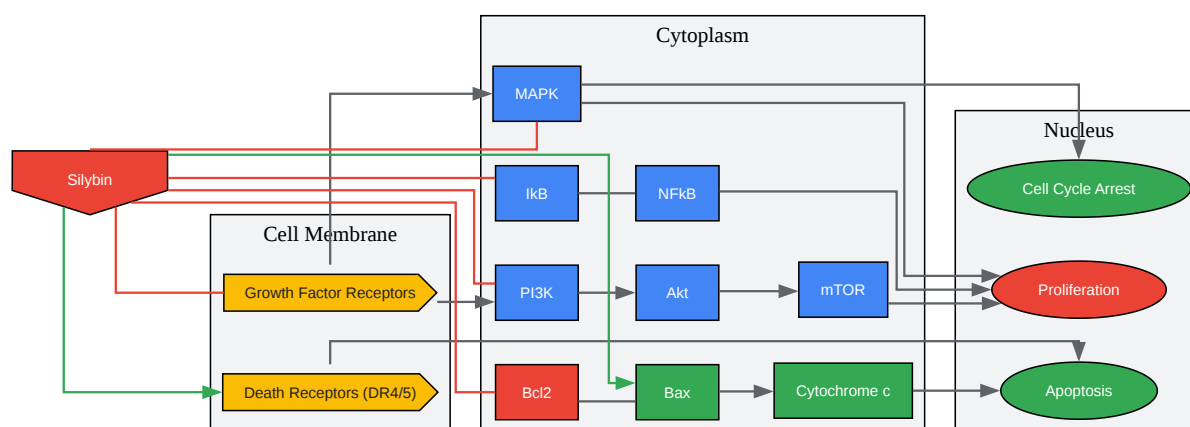 Cytoplasm
MAPK
Nucleus
Silybin
IkB
NFkB
Cell Cycle Arrest
Cell Membrane
Growth Factor Receptors
PI3K
Akt
mTOR
Proliferation
Death Receptors (DR4/5)
Bcl2
Bax
Cytochrome c
Apoptosis